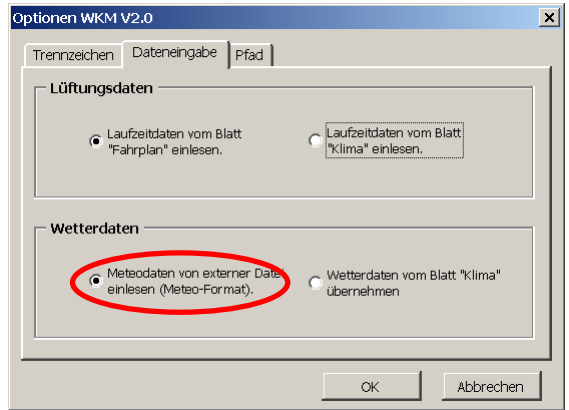 Optionen WKM V2.0
Trennzeichen Dateneingabe Pfad
Lüftungsdaten
Laufzeitdaten vom Blatt
"Fahrplan" einlesen.
Laufzeitdaten vom Blatt
"Klima" einlesen.
Wetterdaten
Meteodaten von externer Datei
einlesen (Meteo-Format).
Wetterdaten vom Blatt "Klima"
übernehmen
OK Abbrechen